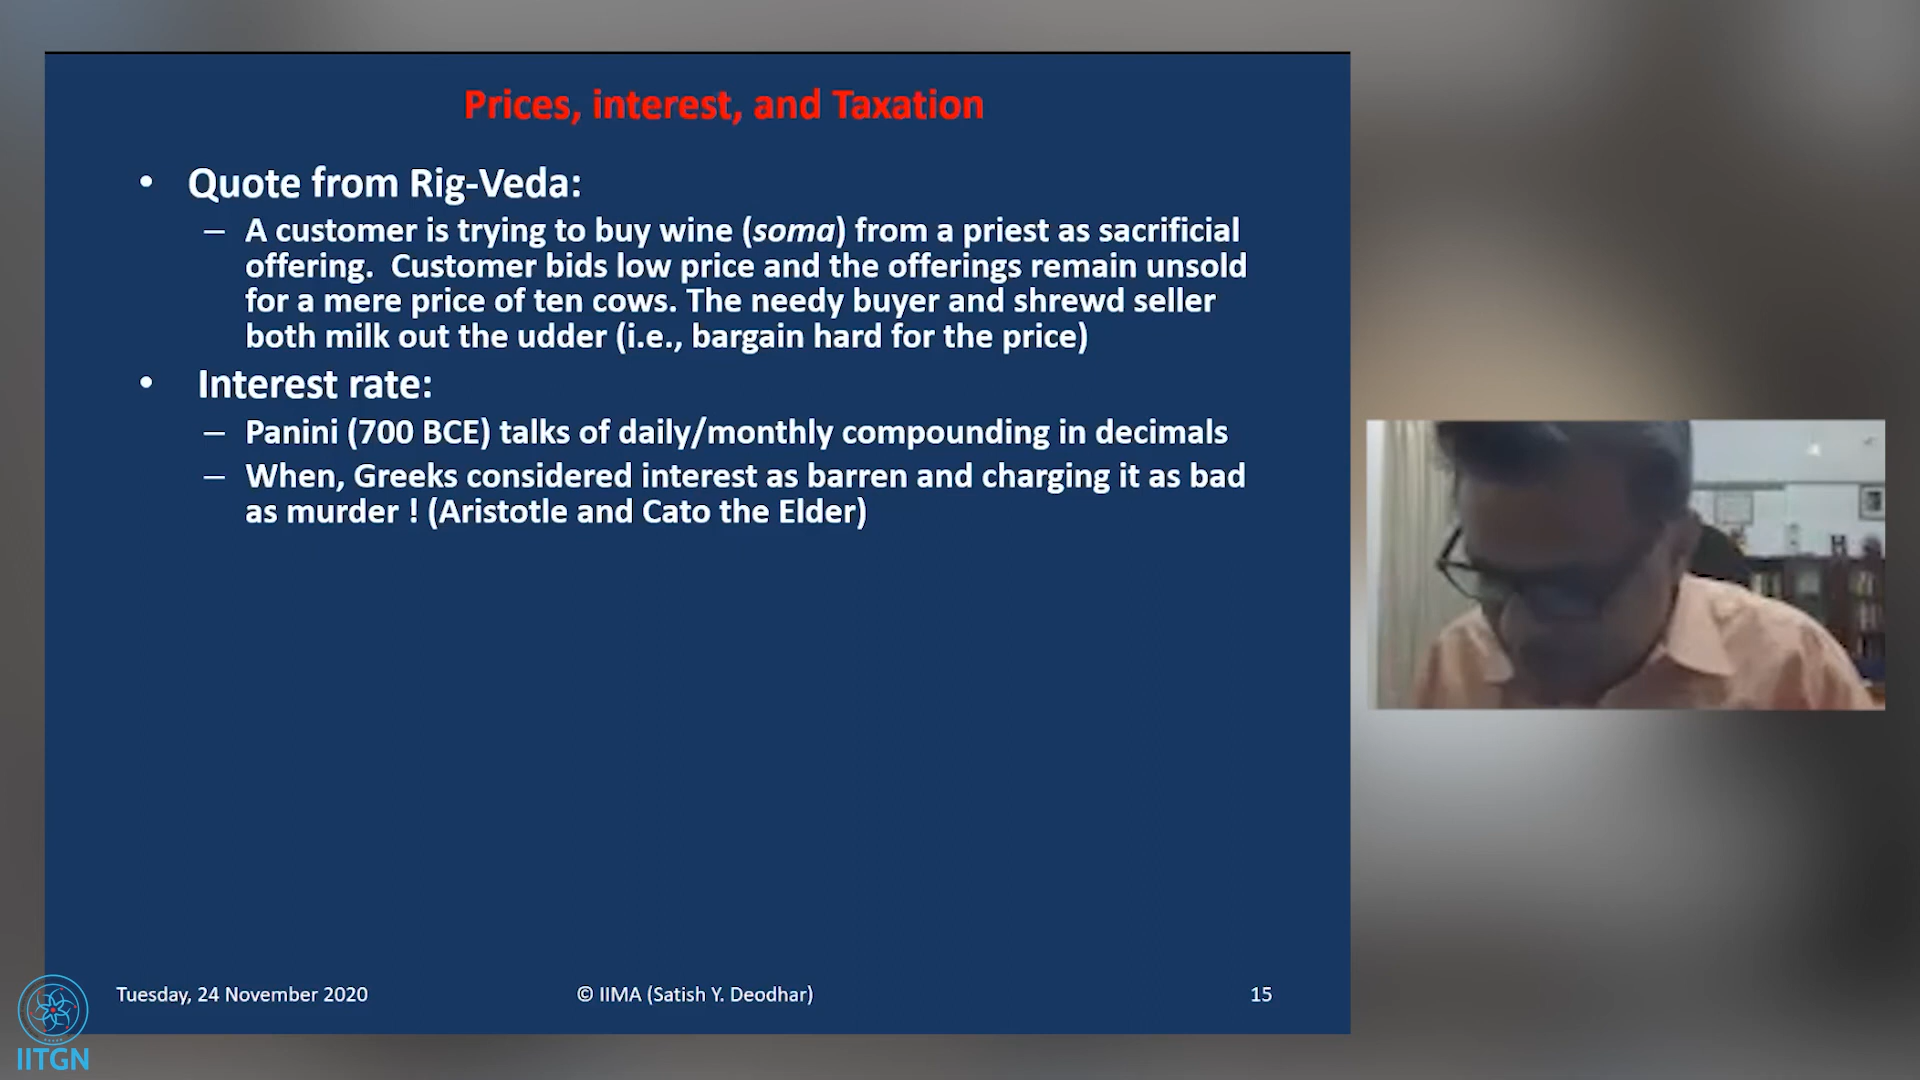 Prices, interest, and Taxation
• Quote from Rig-Veda:
– A customer is trying to buy wine (soma) from a priest as sacrificial
offering. Customer bids low price and the offerings remain unsold
for a mere price of ten cows. The needy buyer and shrewd seller
both milk out the udder (i.e., bargain hard for the price)
• Interest rate:
– Panini (700 BCE) talks of daily/monthly compounding in decimals
– When, Greeks considered interest as barren and charging it as bad
as murder ! (Aristotle and Cato the Elder)
Tuesday, 24 November 2020
© IIMA (Satish Y. Deodhar)
15
IITGN